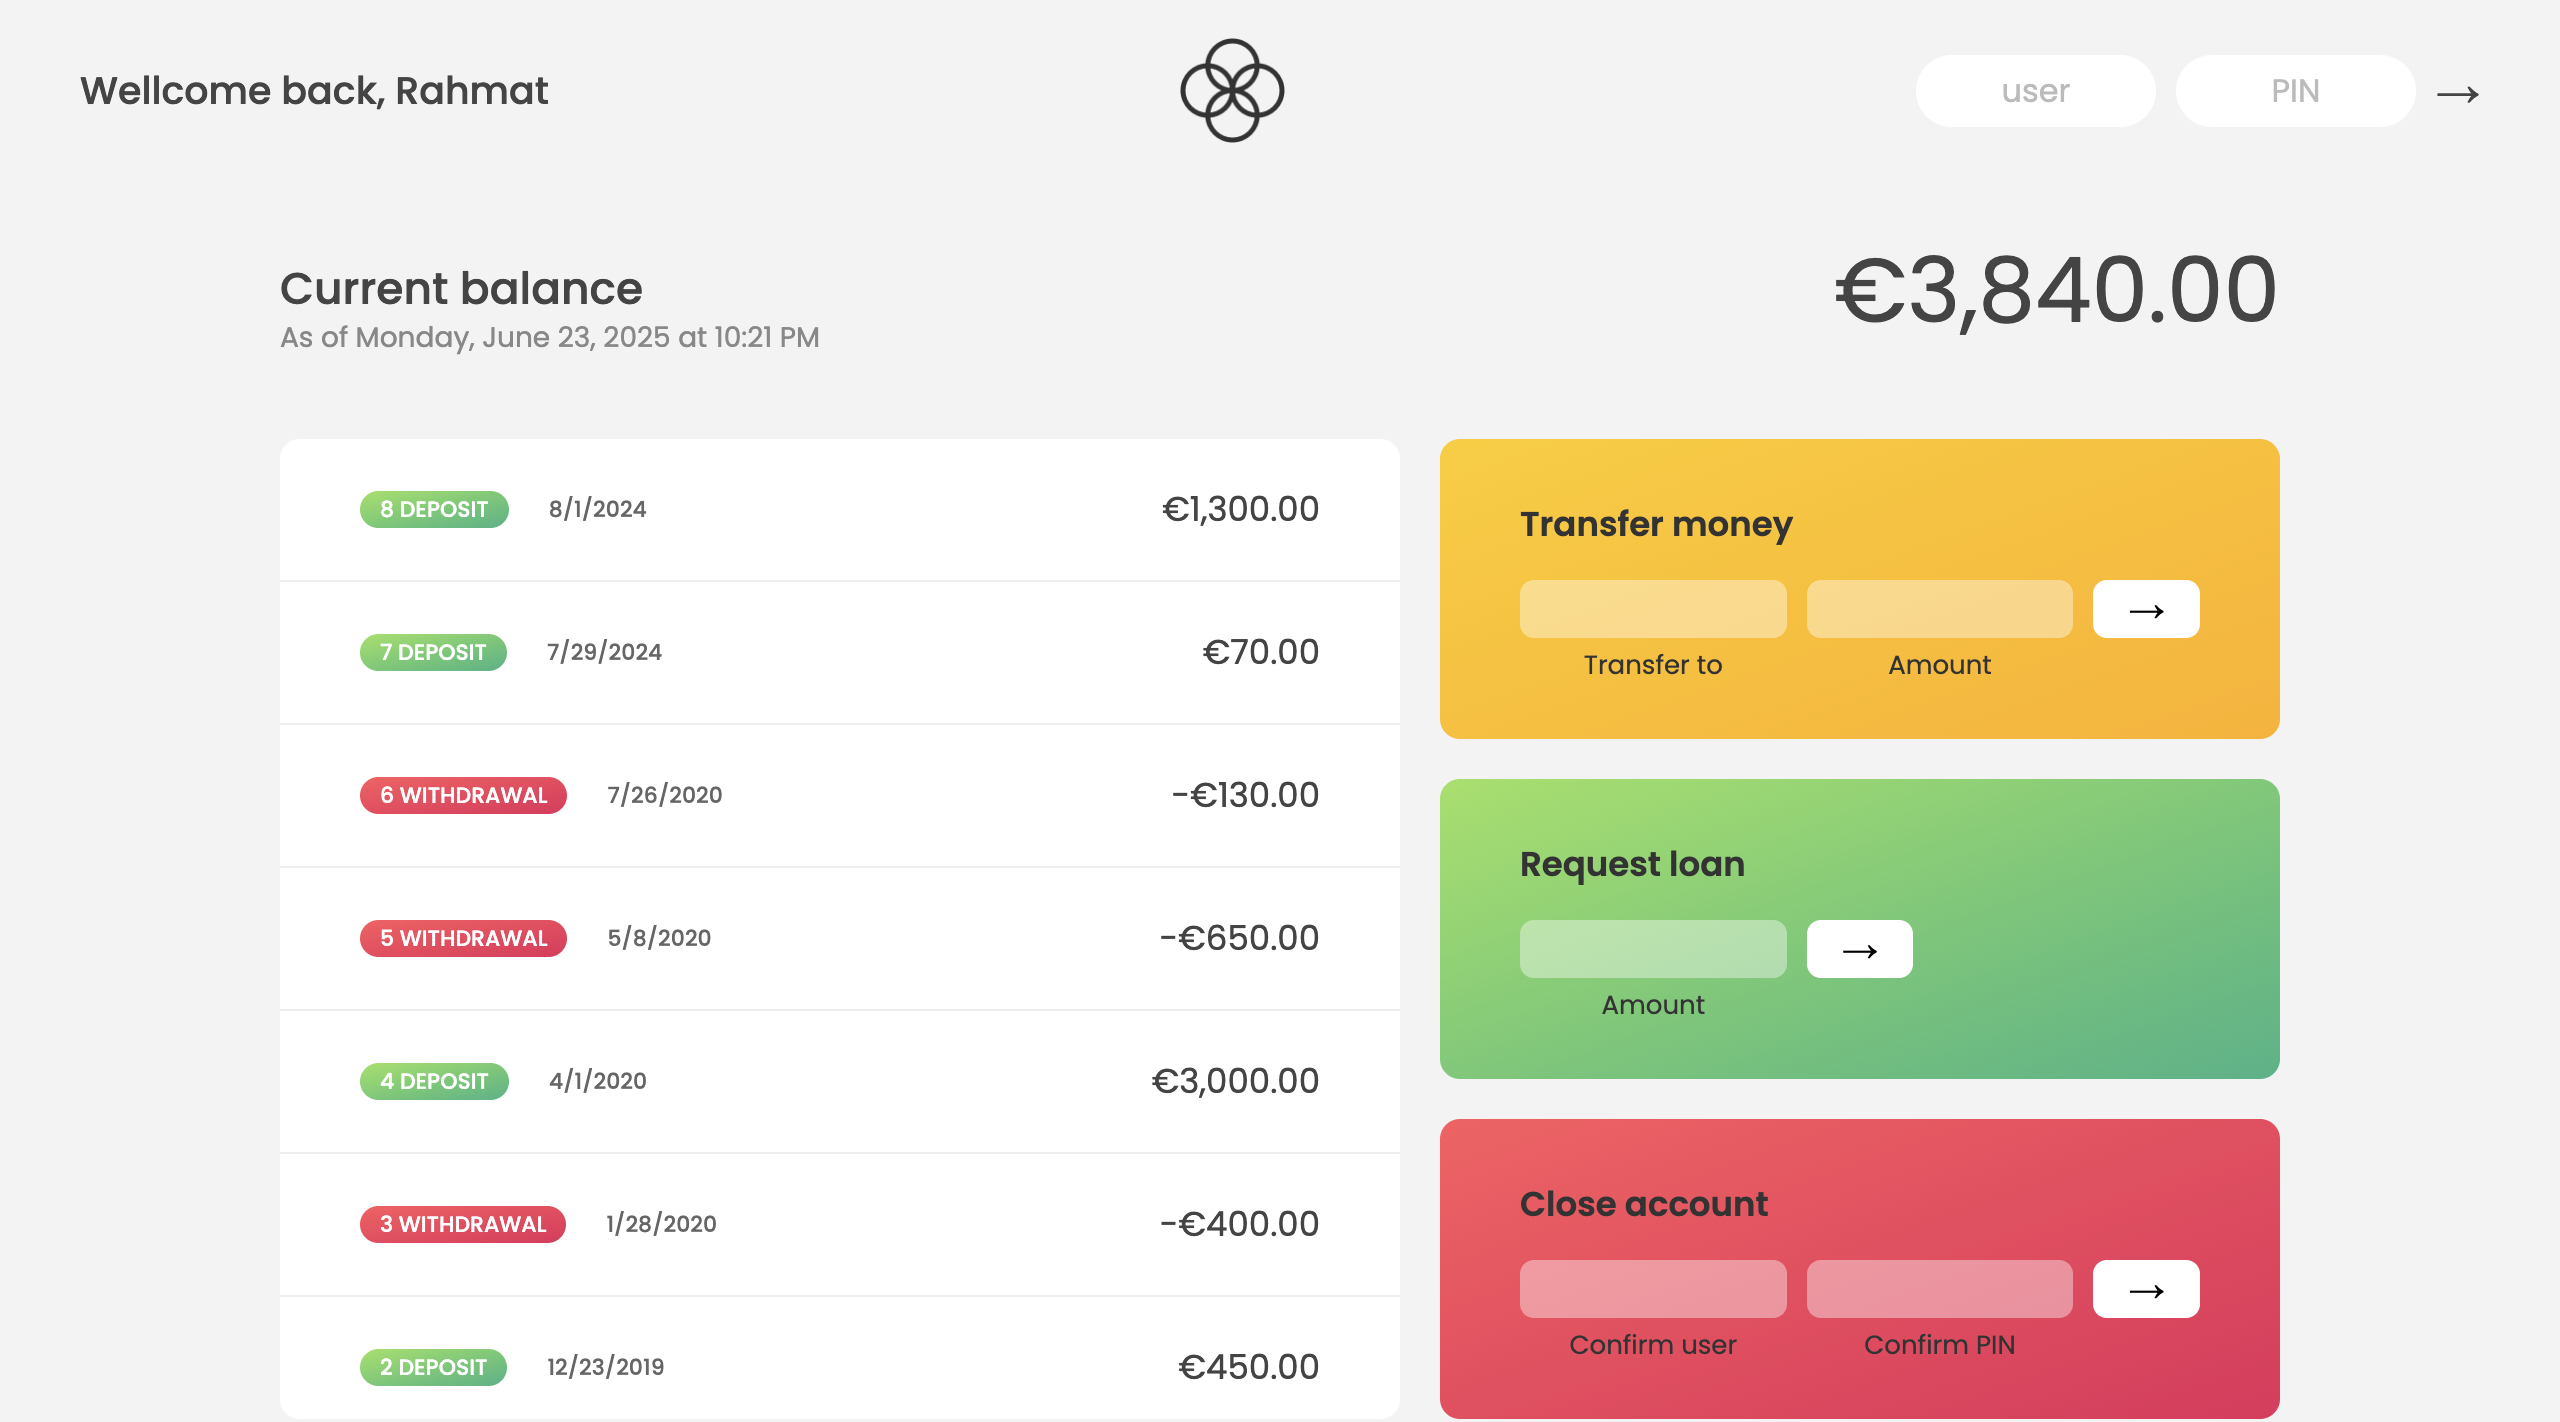 Wellcome back, Rahmat
user
PIN
→
Current balance
As of Monday, June 23, 2025 at 10:21 PM
€3,840.00
8 DEPOSIT 8/1/2024 €1,300.00
7 DEPOSIT 7/29/2024 €70.00
6 WITHDRAWAL 7/26/2020 -€130.00
5 WITHDRAWAL 5/8/2020 -€650.00
4 DEPOSIT 4/1/2020 €3,000.00
3 WITHDRAWAL 1/28/2020 -€400.00
2 DEPOSIT 12/23/2019 €450.00
Transfer money
→
Transfer to Amount
Request loan
→
Amount
Close account
→
Confirm user Confirm PIN